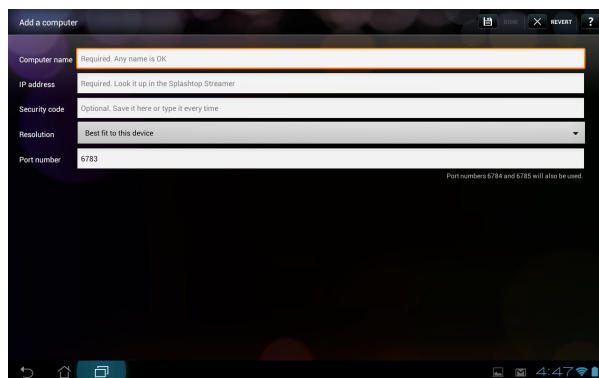 Add a computer DONE REVERT ?
Computer name Required. Any name is OK
IP address Required. Look it up in the Splashtop Streamer
Security code Optional. Save it here or type it every time
Resolution Best fit to this device
Port number 6783
Port numbers 6784 and 6785 will also be used.
4:47